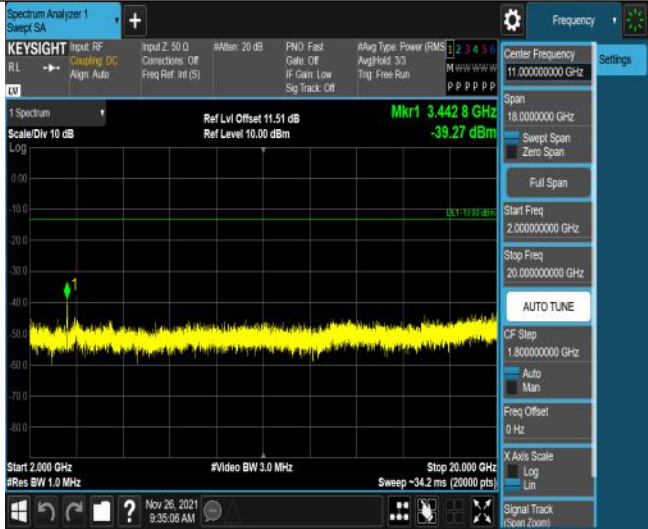 Spectrum Analyzer 1
Swept SA
+
Frequency
KEYSIGHT
RL
LV
Input: RF
Coupling: DC
Align: Auto
Input Z: 50 Ω
Corrections: Off
Freq Ref: Int (S)
#Atten: 20 dB
PNO: Fast
Gate: Off
IF Gain: Low
Sig Track: Off
#Avg Type: Power (RMS
Avg|Hold: 3/3
Trig: Free Run
1 2 3 4 5 6
M W W W W W
P P P P P P
1 Spectrum
Scale/Div 10 dB
Log
Ref Lvl Offset 11.51 dB
Ref Level 10.00 dBm
Mkr1 3.442 8 GHz
-39.27 dBm
0.00
-10.0
-20.0
-30.0
-40.0
-50.0
-60.0
-70.0
-80.0
DL1 -13.00 dBm
1
Start 2.000 GHz
#Res BW 1.0 MHz
#Video BW 3.0 MHz
Stop 20.000 GHz
Sweep ~34.2 ms (20000 pts)
Nov 26, 2021
9:35:06 AM
?
Center Frequency
11.000000000 GHz
Settings
Span
18.0000000 GHz
Swept Span
Zero Span
Full Span
Start Freq
2.000000000 GHz
Stop Freq
20.000000000 GHz
AUTO TUNE
CF Step
1.800000000 GHz
Auto
Man
Freq Offset
0 Hz
X Axis Scale
Log
Lin
Signal Track
(Span Zoom)